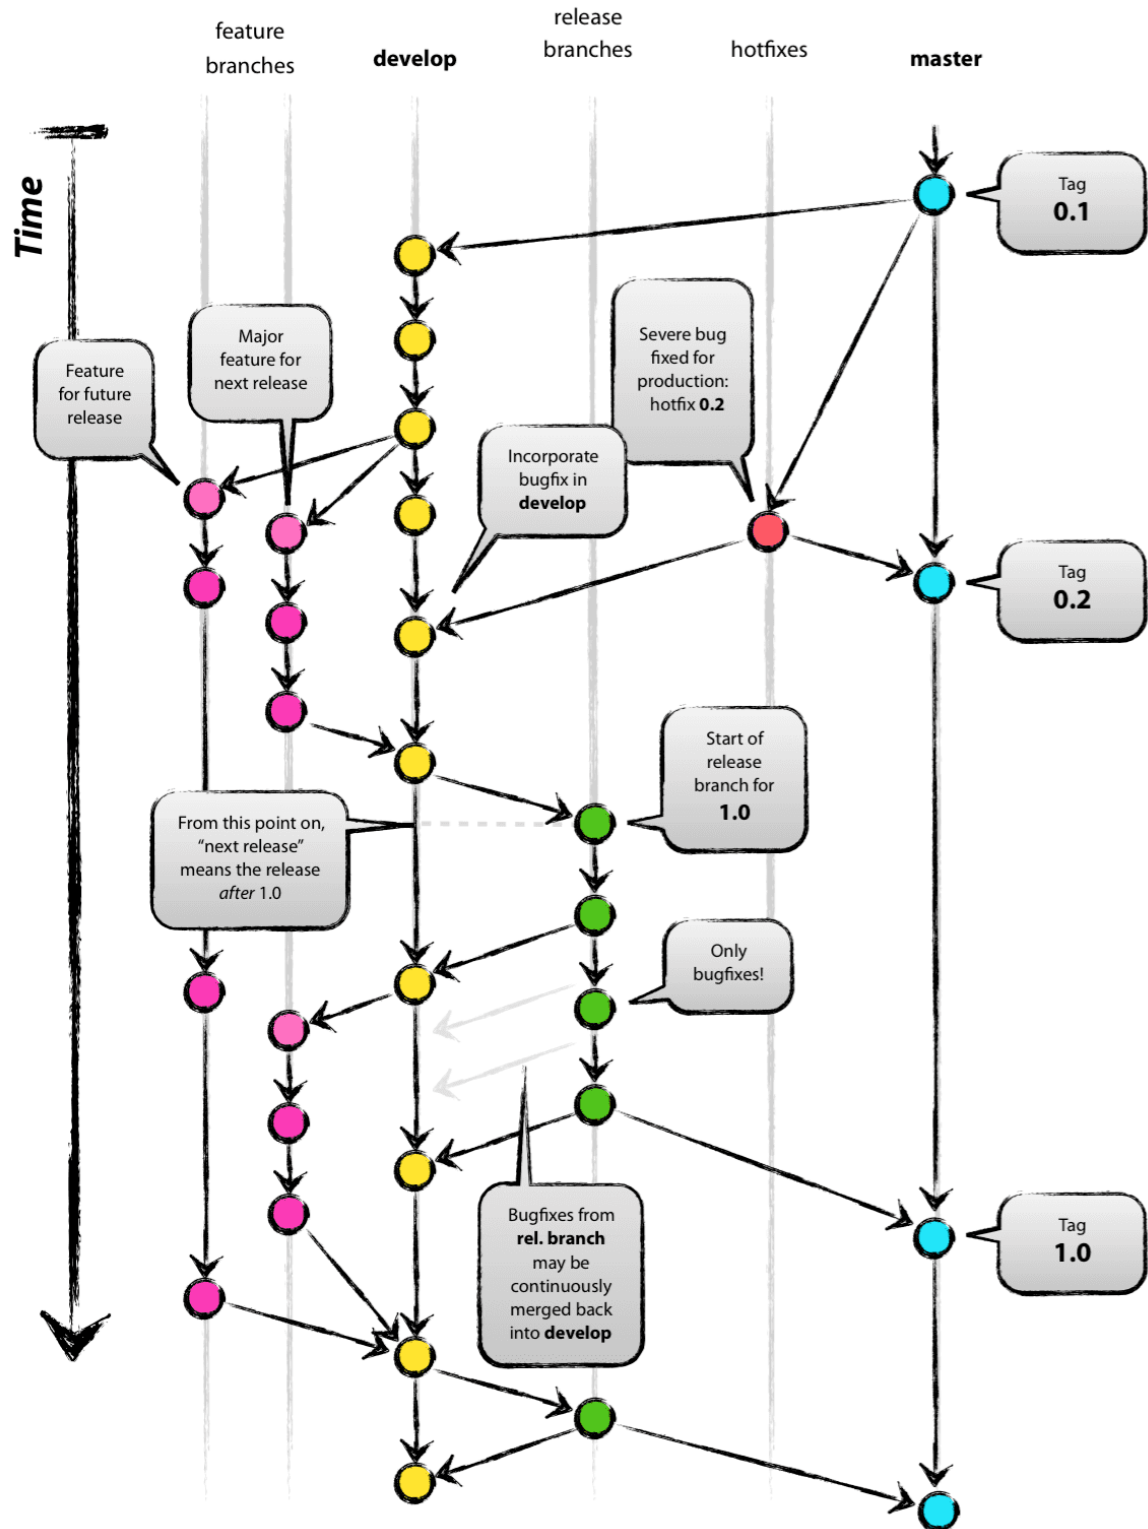 feature
branches
develop
release
branches
hotfixes
master
Time
Tag
0.1
Major
feature for
next release
Feature
for future
release
Severe bug
fixed for
production:
hotfix 0.2
Incorporate
bugfix in
develop
Tag
0.2
Start of
release
branch for
1.0
From this point on,
“next release”
means the release
after 1.0
Only
bugfixes!
Bugfixes from
rel. branch
may be
continuously
merged back
into develop
Tag
1.0